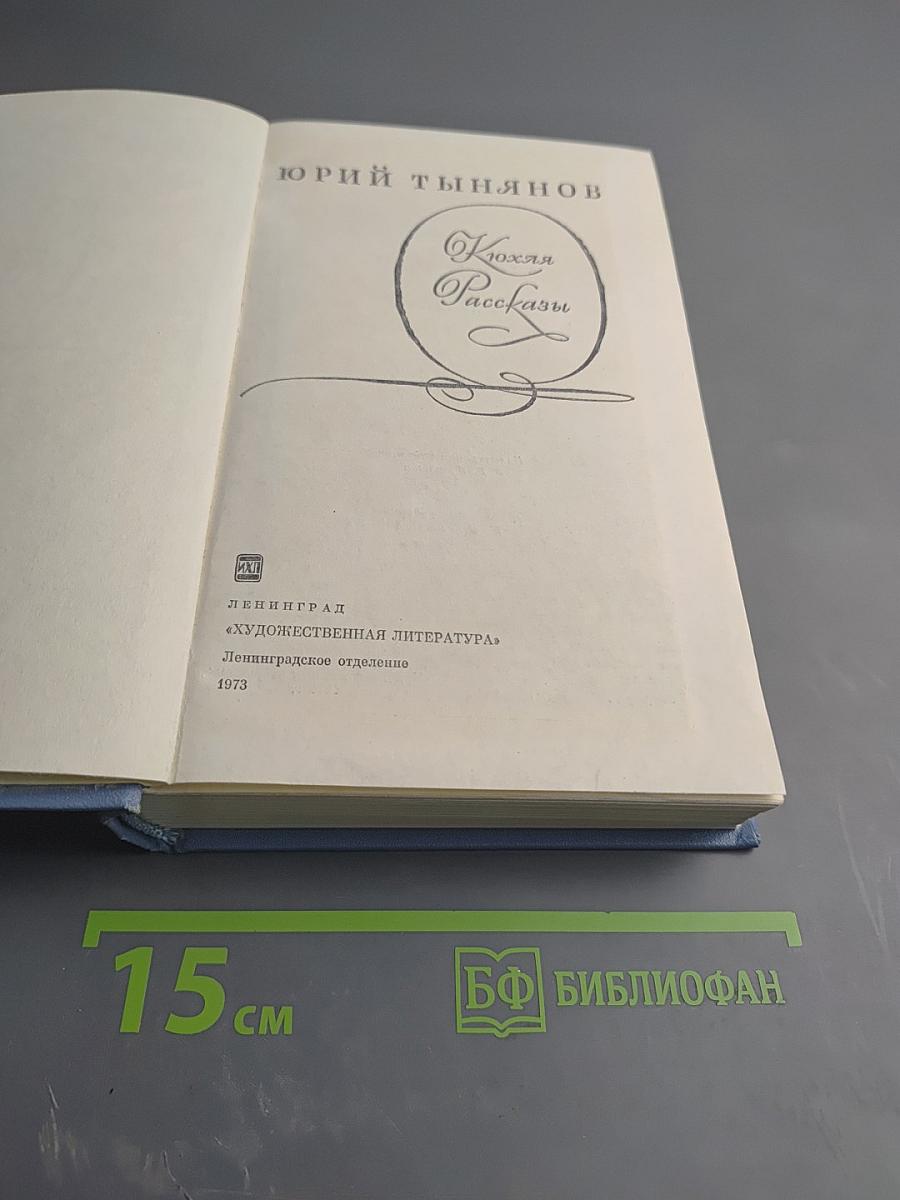 ЮРИЙ ТЫНЯНОВ
Кюхля
Рассказы
ИХЛ
ЛЕНИНГРАД
«ХУДОЖЕСТВЕННАЯ ЛИТЕРАТУРА»
Ленинградское отделение
1973
15 см
БФ БИБЛИОФАН